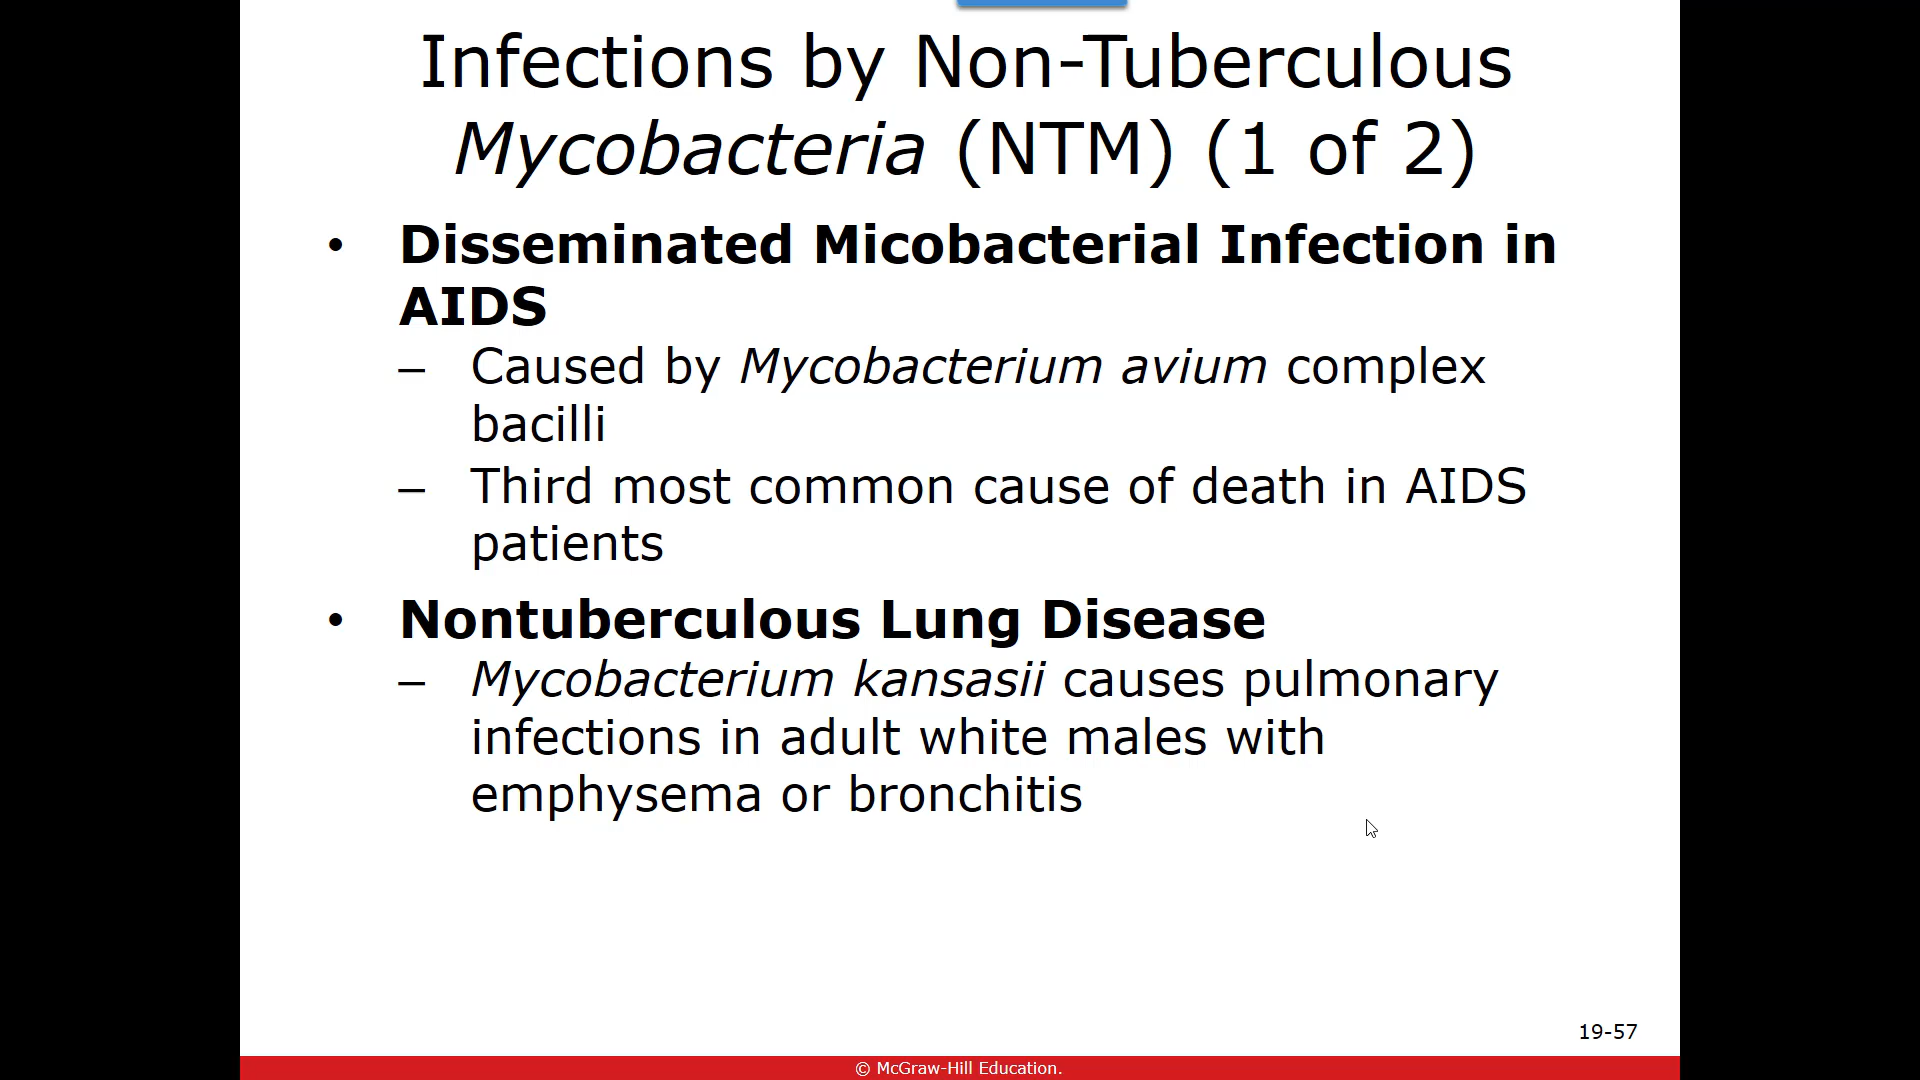 Infections by Non-Tuberculous
Mycobacteria (NTM) (1 of 2)
• Disseminated Micobacterial Infection in
AIDS
– Caused by Mycobacterium avium complex
bacilli
– Third most common cause of death in AIDS
patients
• Nontuberculous Lung Disease
– Mycobacterium kansasii causes pulmonary
infections in adult white males with
emphysema or bronchitis
19-57
© McGraw-Hill Education.